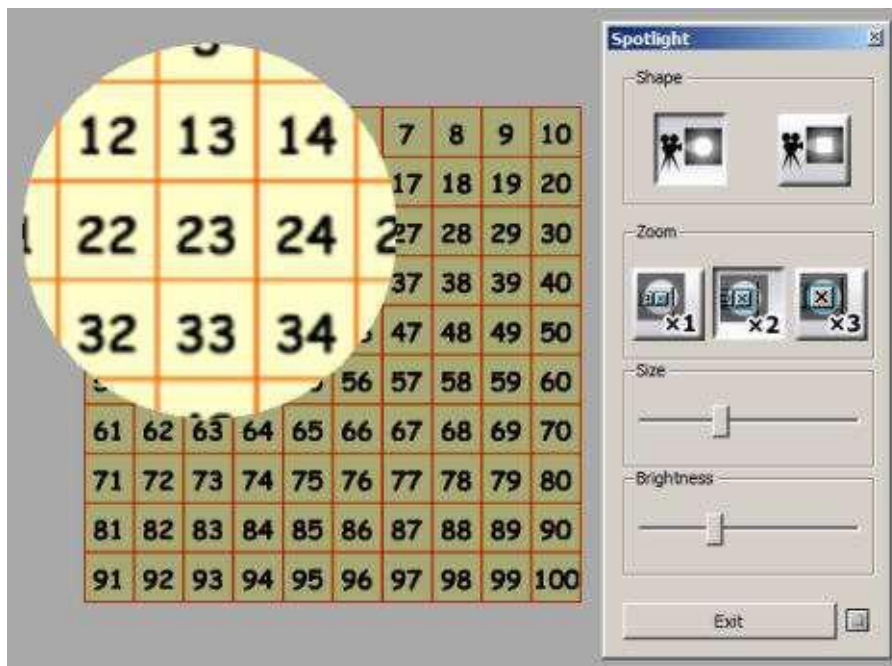 12 13 14 7 8 9 10
17 18 19 20
22 23 24 27 28 29 30
37 38 39 40
32 33 34 47 48 49 50
56 57 58 59 60
61 62 63 64 65 66 67 68 69 70
71 72 73 74 75 76 77 78 79 80
81 82 83 84 85 86 87 88 89 90
91 92 93 94 95 96 97 98 99 100
Spotlight
Shape
Zoom
×1 ×2 ×3
Size
Brightness
Exit